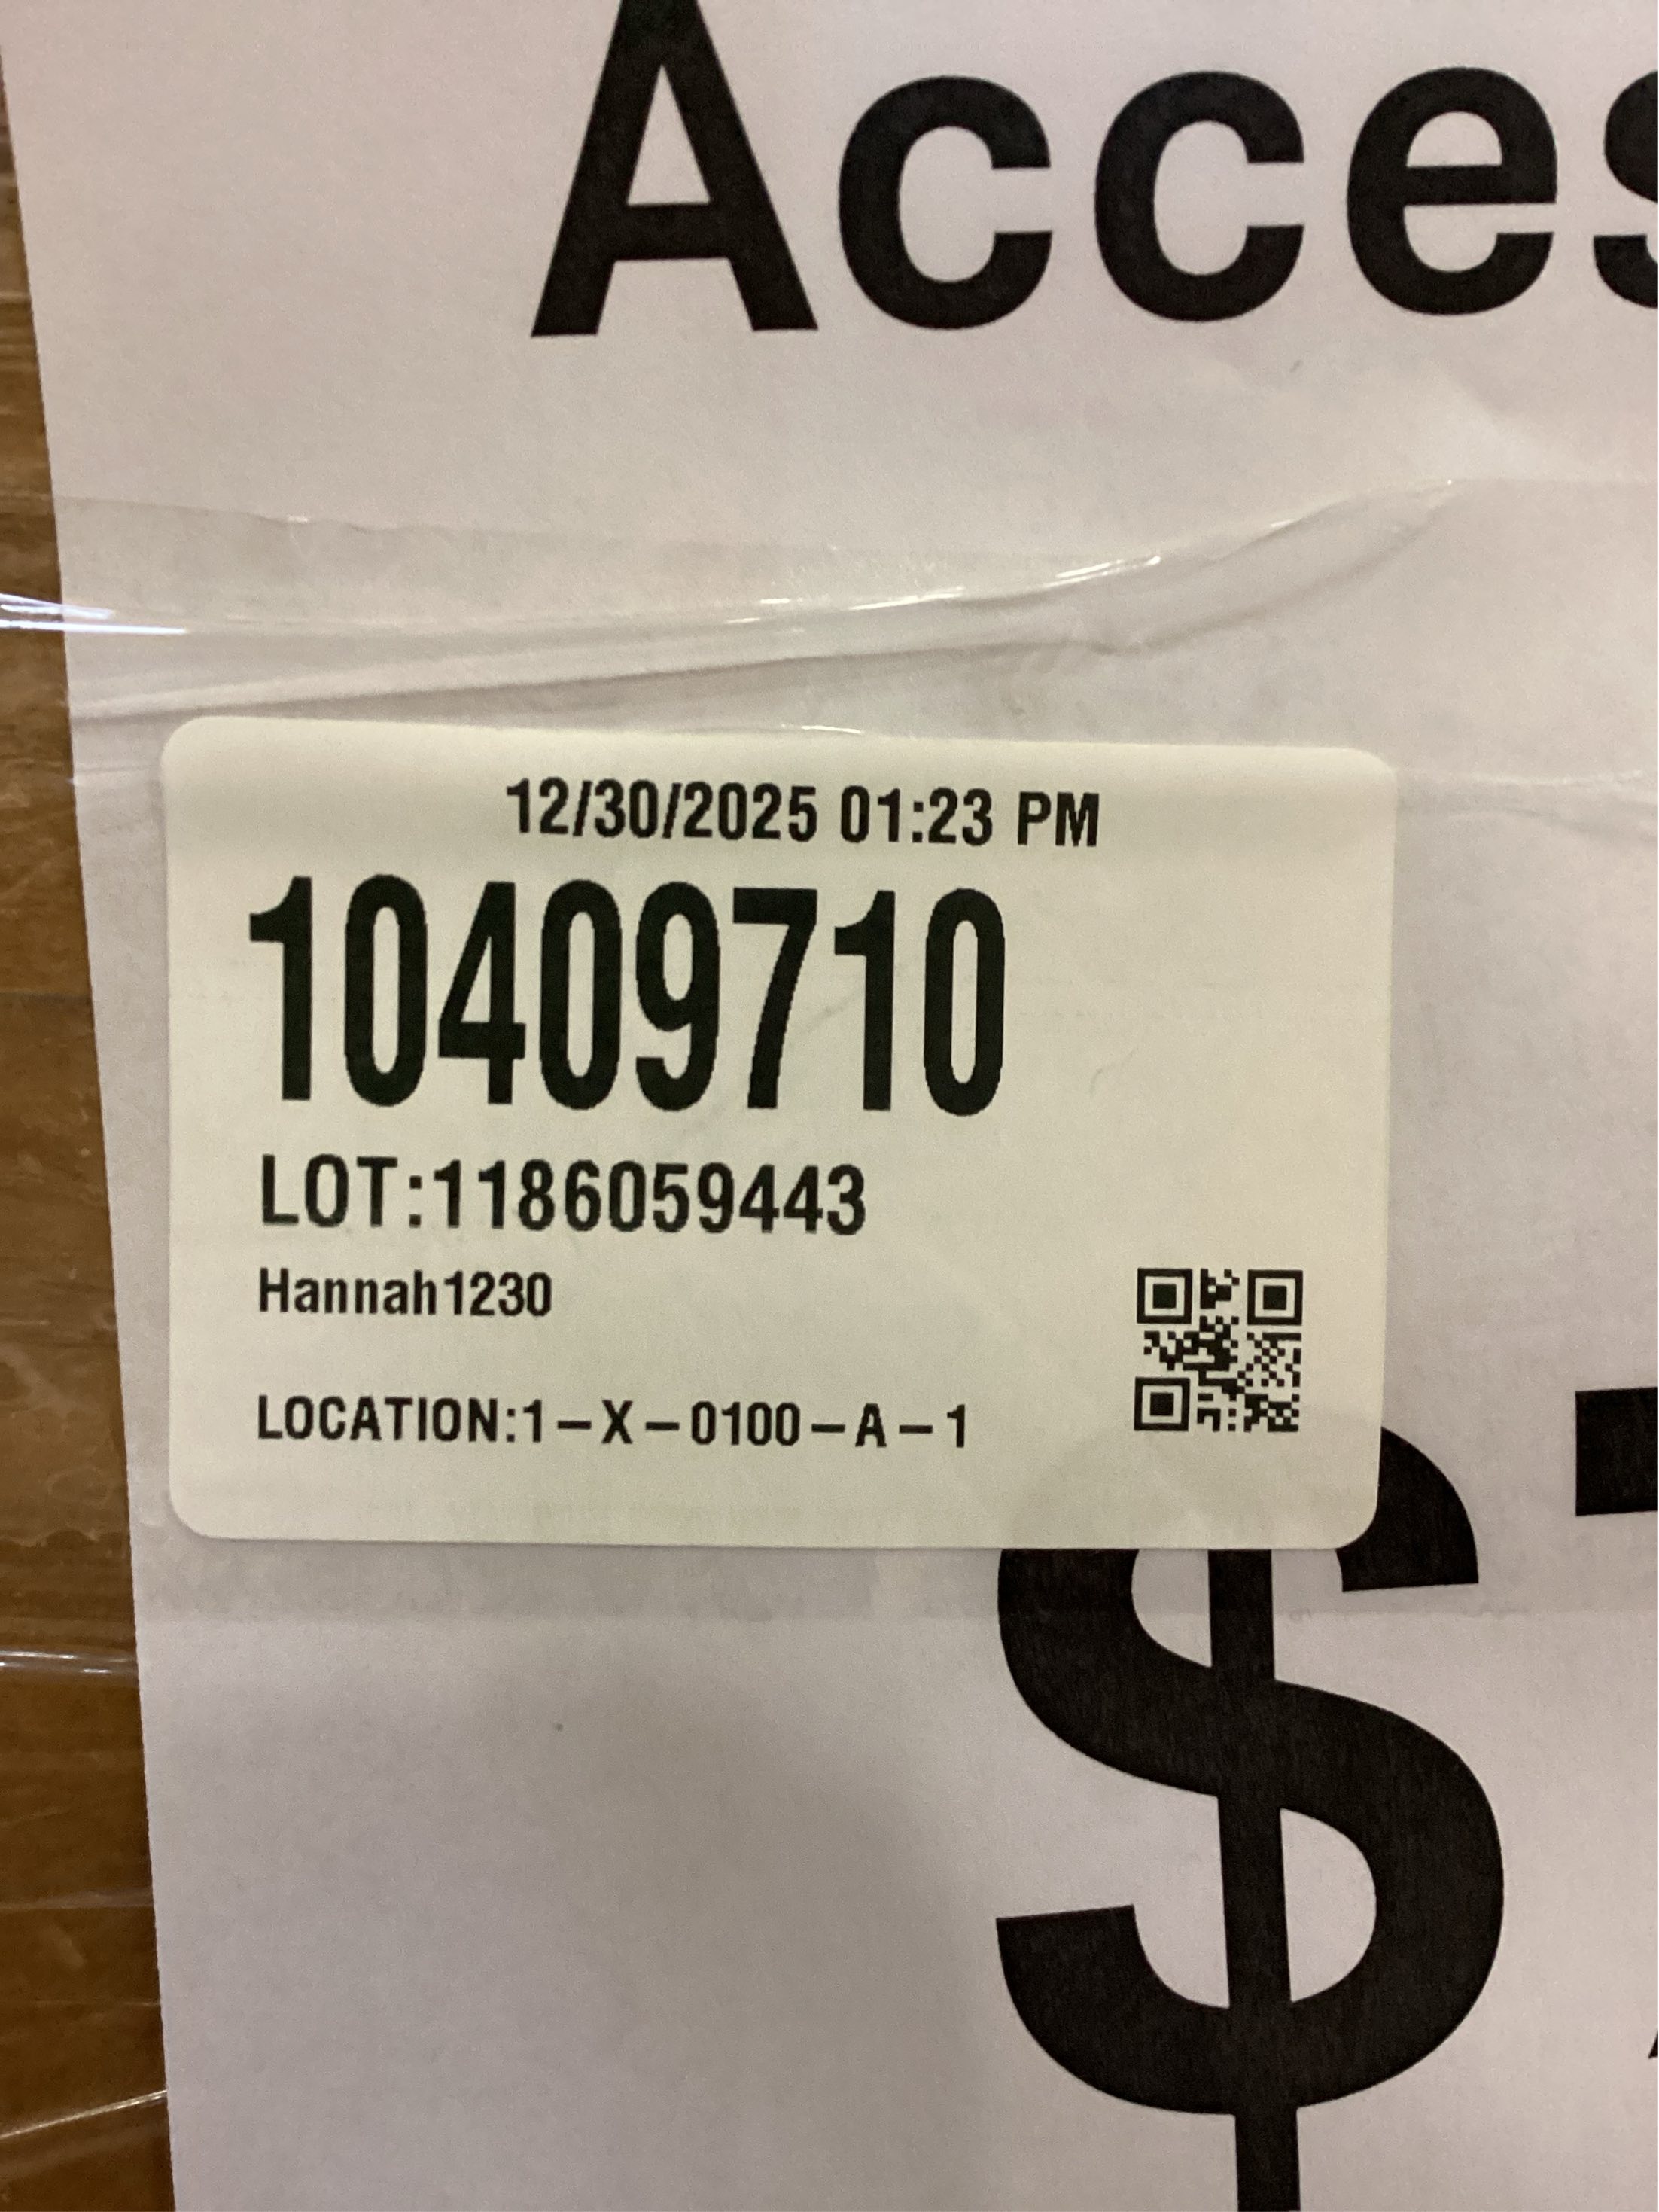 Acces
12/30/2025 01:23 PM
10409710
LOT:1186059443
Hannah1230
LOCATION:1-X-0100-A-1
$